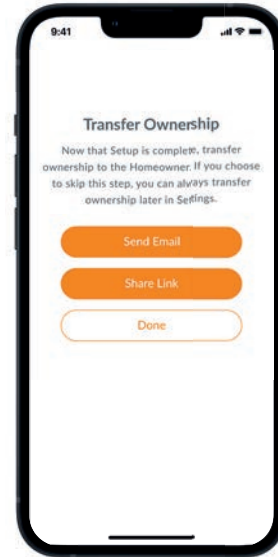 9:41
Transfer Ownership
Now that Setup is complete, transfer
ownership to the Homeowner. If you choose
to skip this step, you can always transfer
ownership later in Settings.
Send Email
Share Link
Done